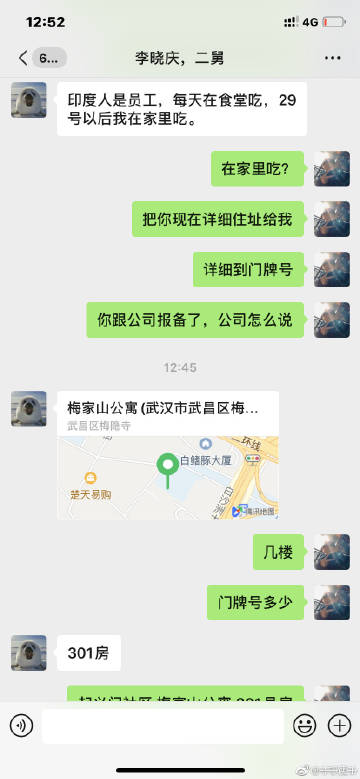 12:52
4G
6...
李晓庆，二舅
印度人是员工，每天在食堂吃，29
号以后我在家里吃。
在家里吃？
把你现在详细住址给我
详细到门牌号
你跟公司报备了，公司怎么说
12:45
梅家山公寓(武汉市武昌区梅...
武昌区梅隐寺
二环线
白鳍豚大厦
楚天易购
腾讯地图
几楼
门牌号多少
301房